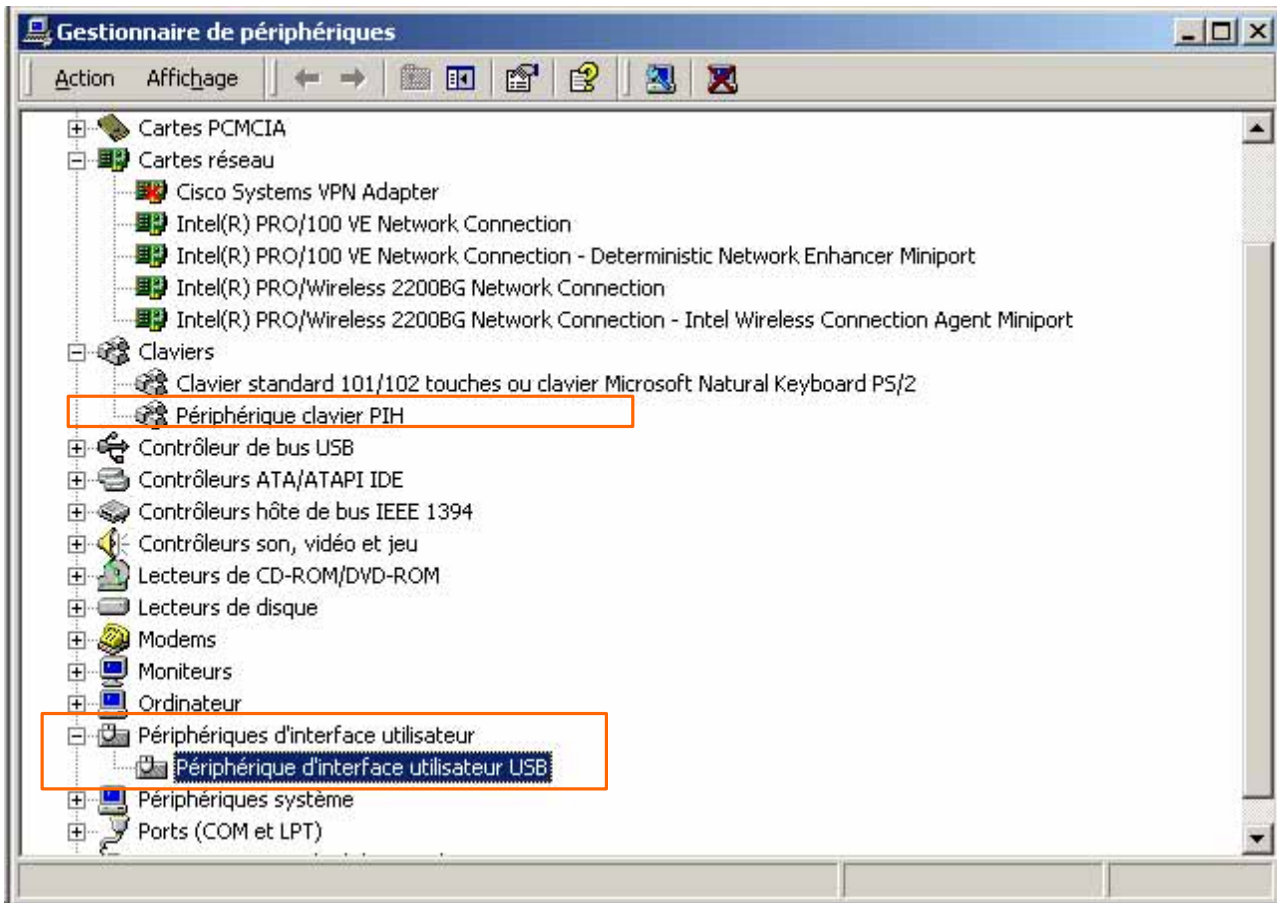 Gestionnaire de périphériques
Action Affichage
Cartes PCMCIA
Cartes réseau
Cisco Systems VPN Adapter
Intel(R) PRO/100 VE Network Connection
Intel(R) PRO/100 VE Network Connection - Deterministic Network Enhancer Miniport
Intel(R) PRO/Wireless 2200BG Network Connection
Intel(R) PRO/Wireless 2200BG Network Connection - Intel Wireless Connection Agent Miniport
Claviers
Clavier standard 101/102 touches ou clavier Microsoft Natural Keyboard PS/2
Périphérique clavier PIH
Contrôleur de bus USB
Contrôleurs ATA/ATAPI IDE
Contrôleurs hôte de bus IEEE 1394
Contrôleurs son, vidéo et jeu
Lecteurs de CD-ROM/DVD-ROM
Lecteurs de disque
Modems
Moniteurs
Ordinateur
Périphériques d'interface utilisateur
Périphérique d'interface utilisateur USB
Périphériques système
Ports (COM et LPT)